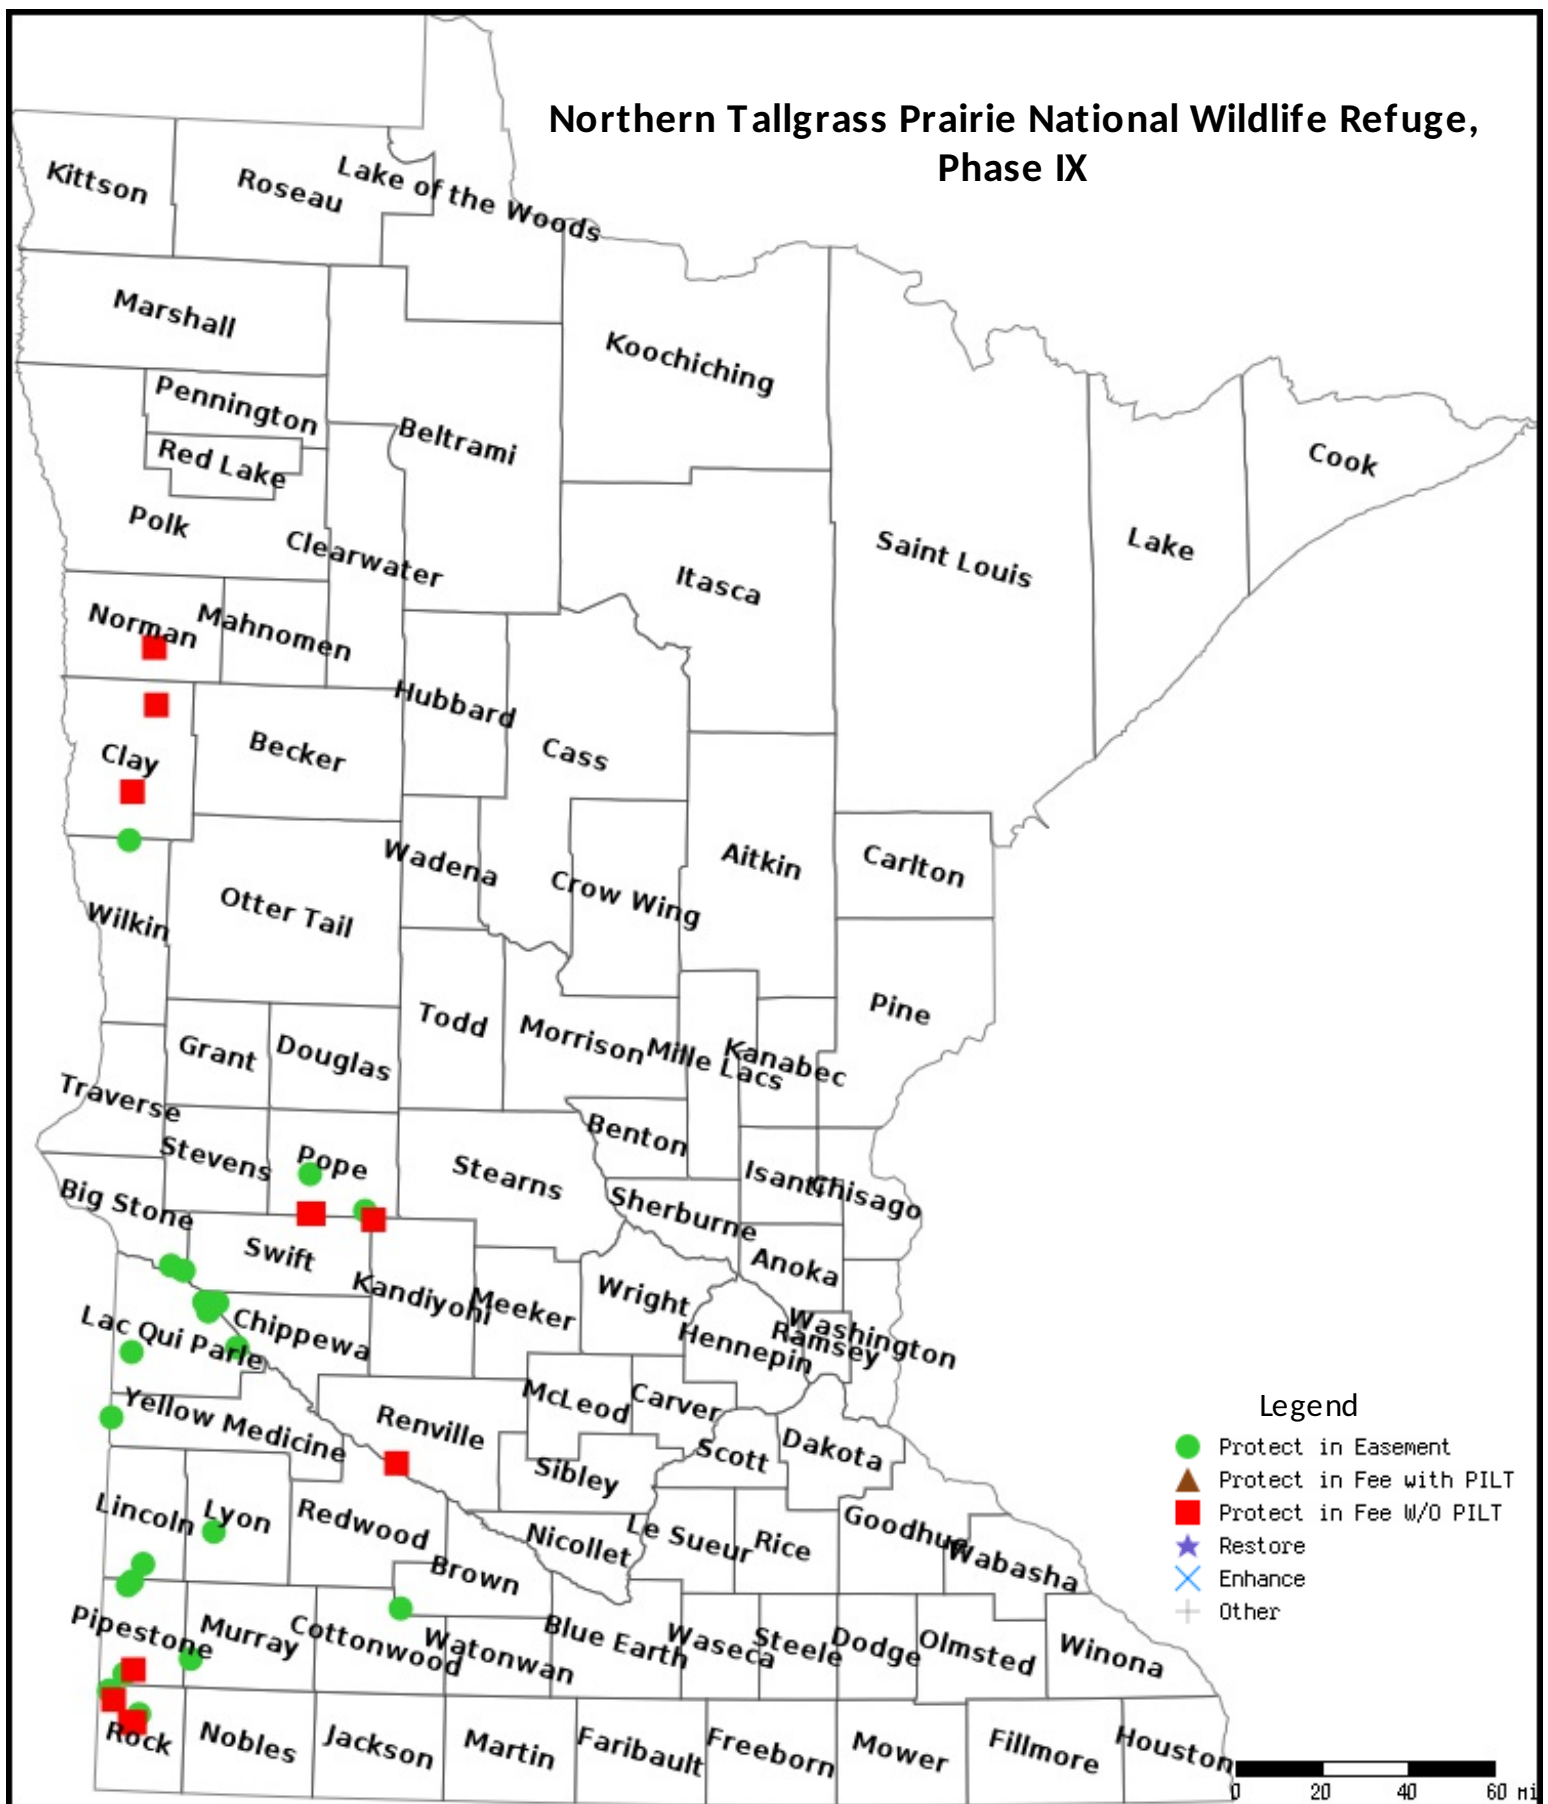 Northern Tallgrass Prairie National Wildlife Refuge,
Phase IX
Kittson
Roseau
Lake of the Woods
Marshall
Koochiching
Pennington
Beltrami
Red Lake
Cook
Polk
Clearwater
Itasca
Saint Louis
Lake
Norman
Mahnomen
Hubbard
Clay
Becker
Cass
Wadena
Crow Wing
Aitkin
Carlton
Wilkin
Otter Tail
Grant
Douglas
Todd
Morrison
Mille Lacs
Kanabec
Pine
Traverse
Stevens
Pope
Stearns
Benton
Isanti
Chisago
Big Stone
Swift
Sherburne
Anoka
Kandiyohi
Meeker
Wright
Lac Qui Parle
Chippewa
Hennepin
Ramsey
Washington
Yellow Medicine
Renville
McLeod
Carver
Scott
Dakota
Sibley
Lincoln
Lyon
Redwood
Nicollet
Le Sueur
Rice
Goodhue
Wabasha
Brown
Pipestone
Murray
Cottonwood
Watonwan
Blue Earth
Waseca
Steele
Dodge
Olmsted
Winona
Rock
Nobles
Jackson
Martin
Faribault
Freeborn
Mower
Fillmore
Houston
Legend
Protect in Easement
Protect in Fee with PILT
Protect in Fee W/O PILT
Restore
Enhance
Other
0 20 40 60 mi